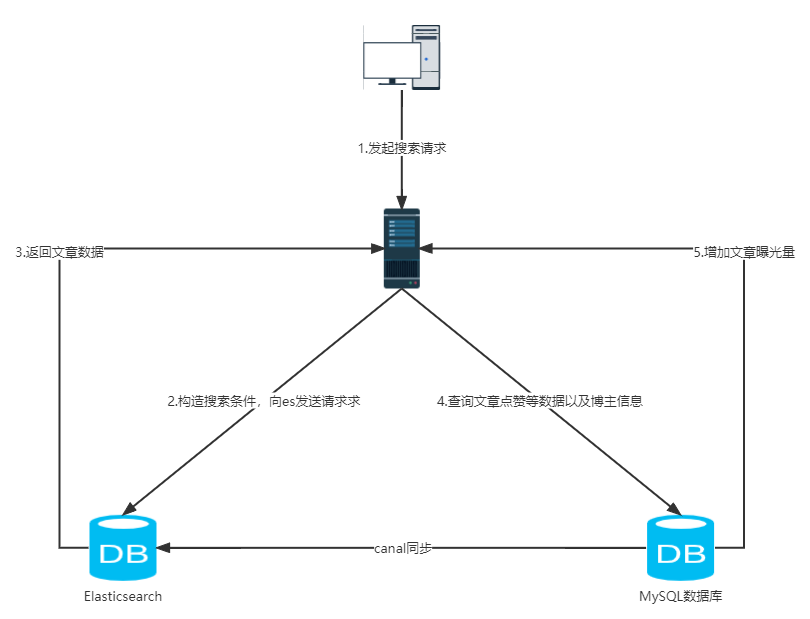 1.发起搜索请求
3.返回文章数据
5.增加文章曝光量
2.构造搜索条件，向es发送请求求
4.查询文章点赞等数据以及博主信息
DB
canal同步
DB
Elasticsearch
MySQL数据库